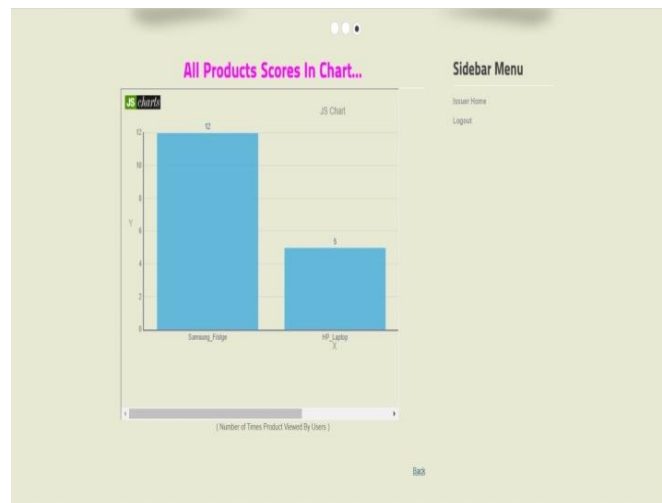 All Products Scores In Chart...
Sidebar Menu
Issuer Home
Logout
JS charts
JS Chart
12
12
10
8
Y
6
5
4
2
0
Samsung_Fridge
HP_Laptop
X
( Number of Times Product Viewed By Users )
Back